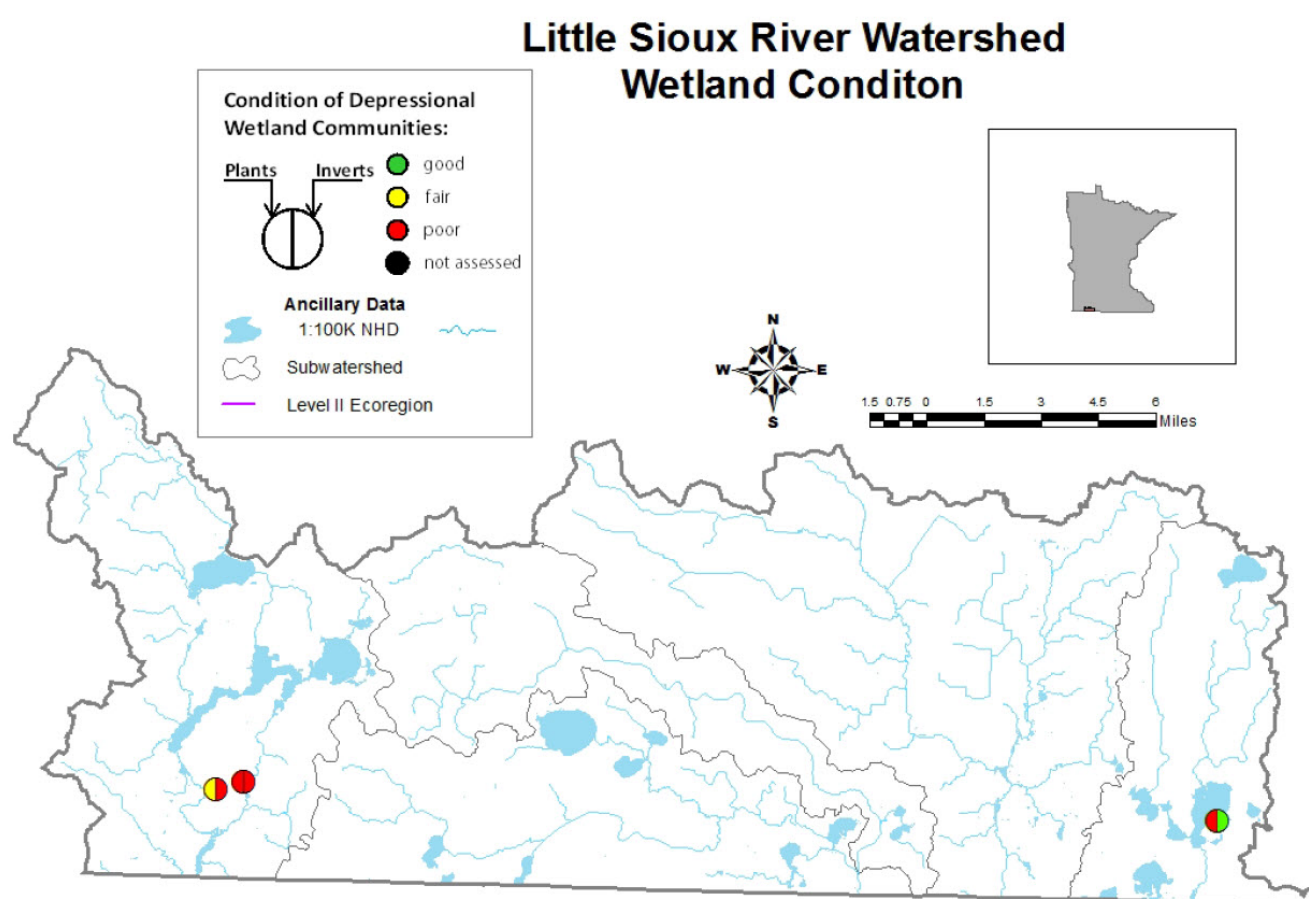 Little Sioux River Watershed
Wetland Conditon
Condition of Depressional
Wetland Communities:
Plants
Inverts
good
fair
poor
not assessed
Ancillary Data
1:100K NHD
Subwatershed
Level II Ecoregion
N
W E
S
1.5 0.75 0 1.5 3 4.5 6
Miles